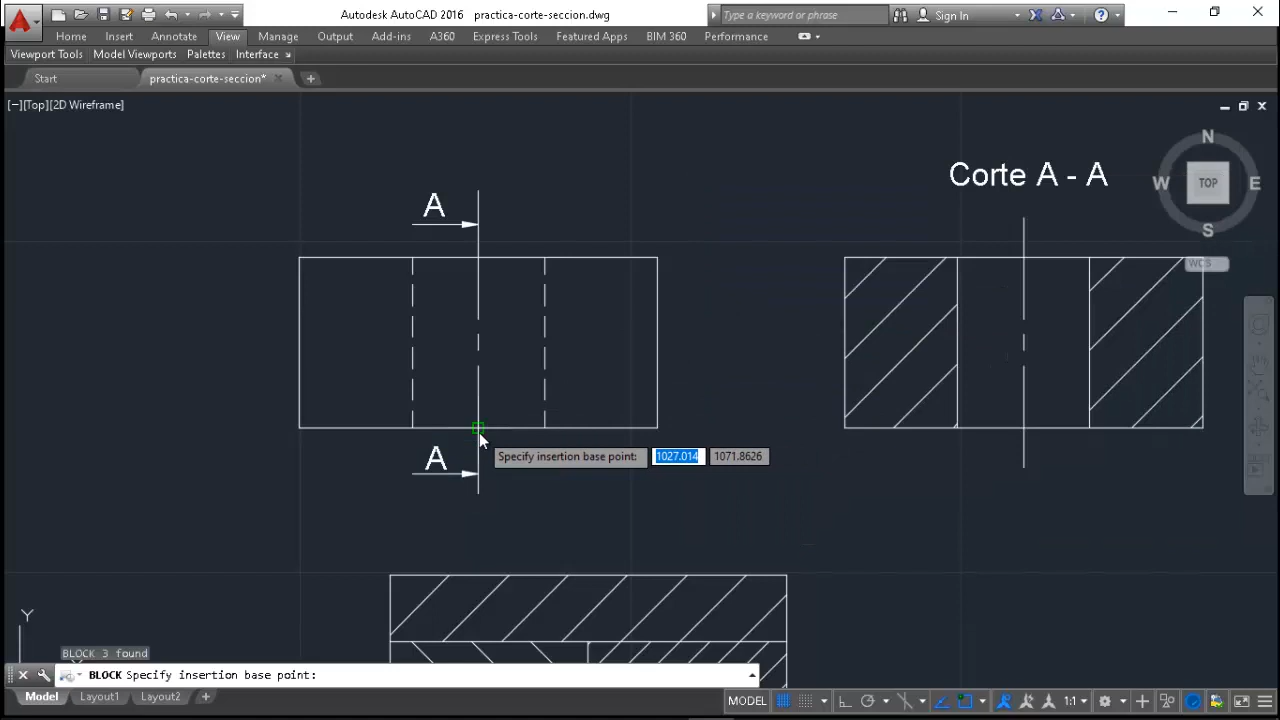 Autodesk AutoCAD 2016 practica-corte-seccion.dwg
Type a keyword or phrase
Sign In
Home Insert Annotate View Manage Output Add-ins A360 Express Tools Featured Apps BIM 360 Performance
Viewport Tools Model Viewports Palettes Interface
Start practica-corte-seccion*
[−][Top][2D Wireframe]
N
W TOP E
S
WCS
Corte A - A
A
A
Specify insertion base point: 1027.014 1071.8626
Y
BLOCK 3 found
BLOCK Specify insertion base point:
Model Layout1 Layout2
MODEL 1:1